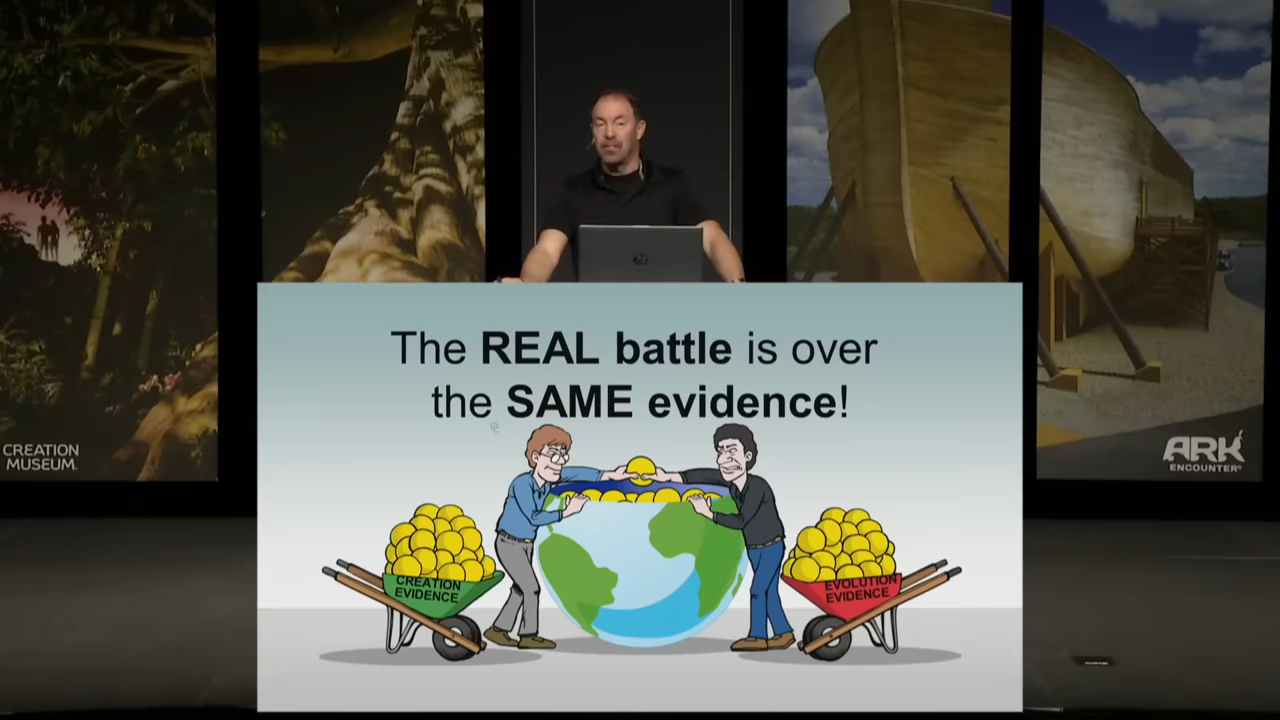 The REAL battle is over
the SAME evidence!
CREATION
EVIDENCE
EVOLUTION
EVIDENCE
CREATION
MUSEUM
ARK
ENCOUNTER